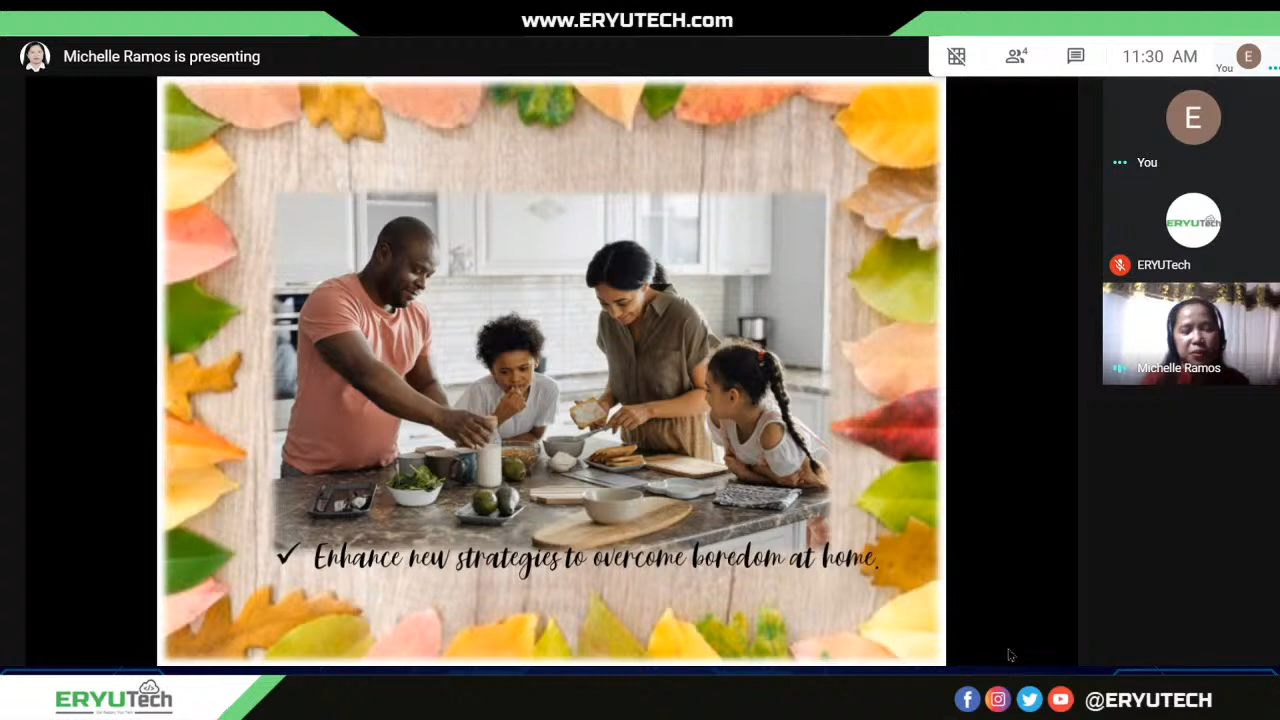 www.ERYUTECH.com
Michelle Ramos is presenting
4
11:30 AM
You
E
E
You
ERYUTech
ERYUTech
Michelle Ramos
✓ Enhance new strategies to overcome boredom at home.
ERYUTech
@ERYUTECH